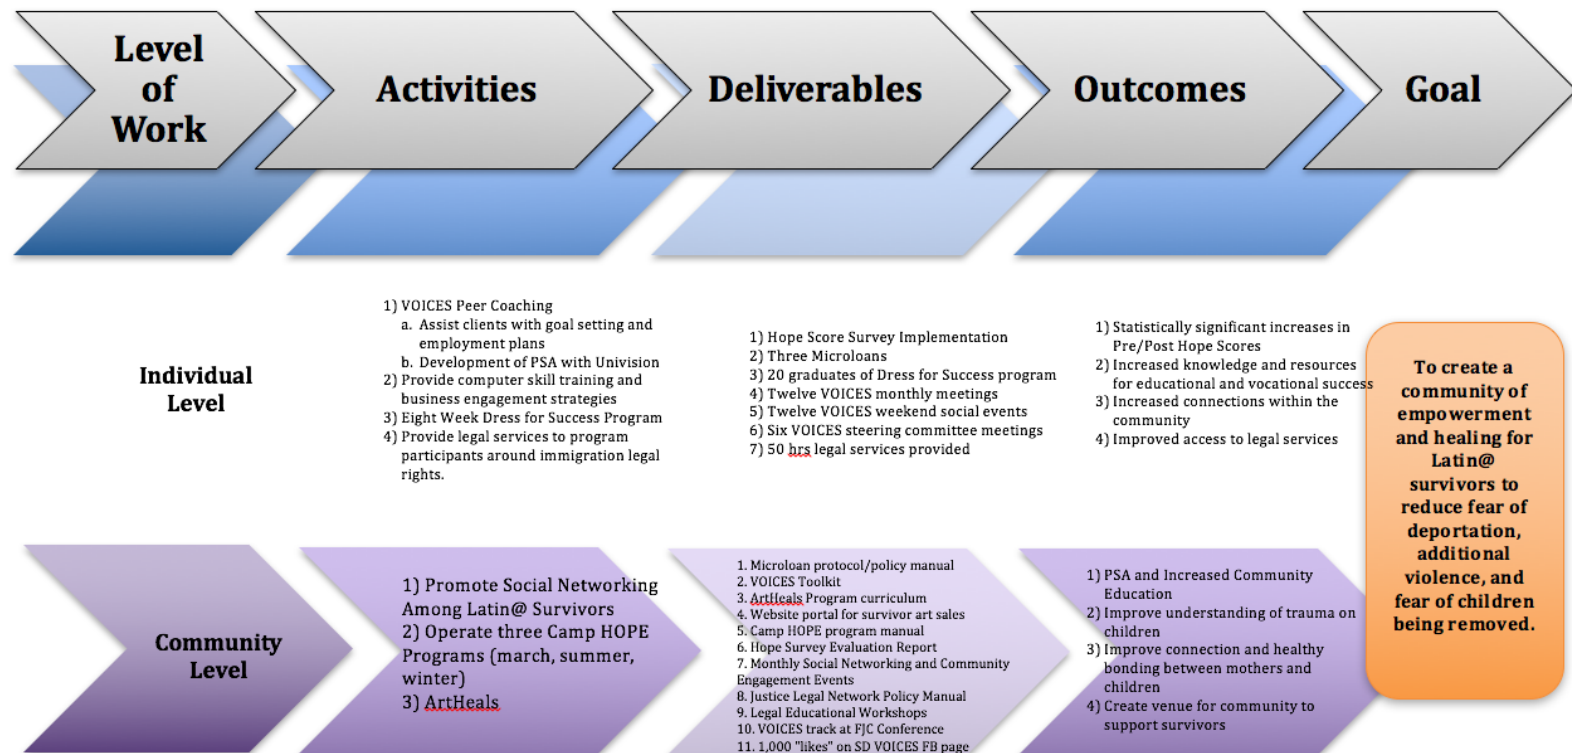 Level
of
Work
Activities
Deliverables
Outcomes
Goal
Individual
Level
1) VOICES Peer Coaching
a. Assist clients with goal setting and
employment plans
b. Development of PSA with Univision
2) Provide computer skill training and
business engagement strategies
3) Eight Week Dress for Success Program
4) Provide legal services to program
participants around immigration legal
rights.
1) Hope Score Survey Implementation
2) Three Microloans
3) 20 graduates of Dress for Success program
4) Twelve VOICES monthly meetings
5) Twelve VOICES weekend social events
6) Six VOICES steering committee meetings
7) 50 hrs legal services provided
1) Statistically significant increases in
Pre/Post Hope Scores
2) Increased knowledge and resources
for educational and vocational success
3) Increased connections within the
community
4) Improved access to legal services
To create a
community of
empowerment
and healing for
Latin@
survivors to
reduce fear of
deportation,
additional
violence, and
fear of children
being removed.
Community
Level
1) Promote Social Networking
Among Latin@ Survivors
2) Operate three Camp HOPE
Programs (march, summer,
winter)
3) ArtHeals
1. Microloan protocol/policy manual
2. VOICES Toolkit
3. ArtHeals Program curriculum
4. Website portal for survivor art sales
5. Camp HOPE program manual
6. Hope Survey Evaluation Report
7. Monthly Social Networking and Community
Engagement Events
8. Justice Legal Network Policy Manual
9. Legal Educational Workshops
10. VOICES track at FJC Conference
11. 1,000 "likes" on SD VOICES FB page
1) PSA and Increased Community
Education
2) Improve understanding of trauma on
children
3) Improve connection and healthy
bonding between mothers and
children
4) Create venue for community to
support survivors